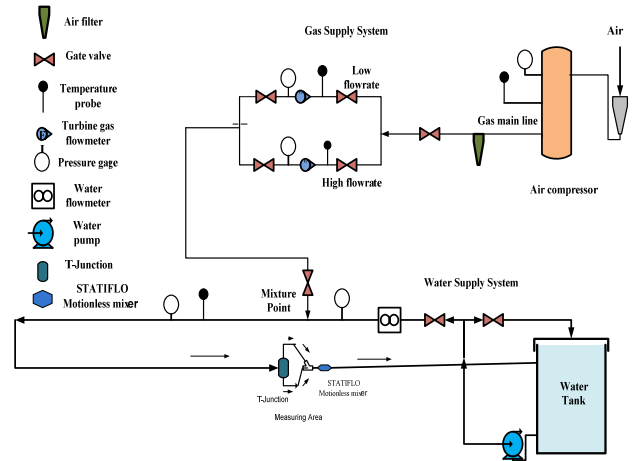 Air filter
Gate valve
Temperature
probe
Turbine gas
flowmeter
Pressure gage
Water
flowmeter
Water
pump
T-Junction
STATIFLO
Motionless mixer
Gas Supply System
Low
flowrate
High flowrate
Gas main line
Air
Air compressor
Mixture
Point
Water Supply System
Water
Tank
T-Junction
STATIFLO
Motionless mixer
Measuring Area